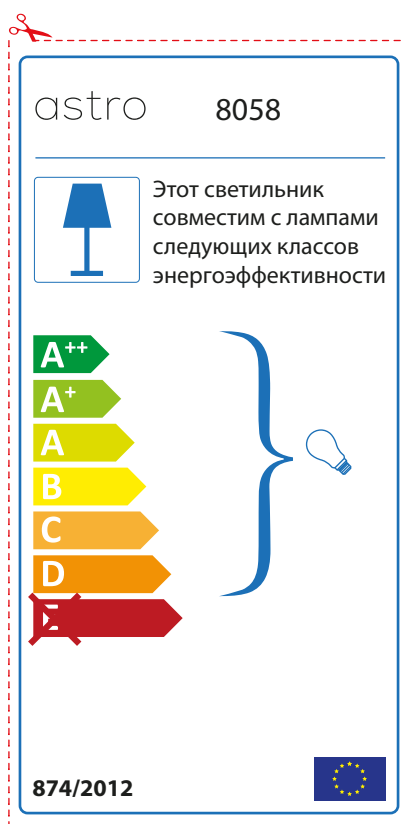 astro 8058
Этот светильник
совместим с лампами
следующих классов
энергоэффективности
A++
A+
A
B
C
D
E
874/2012